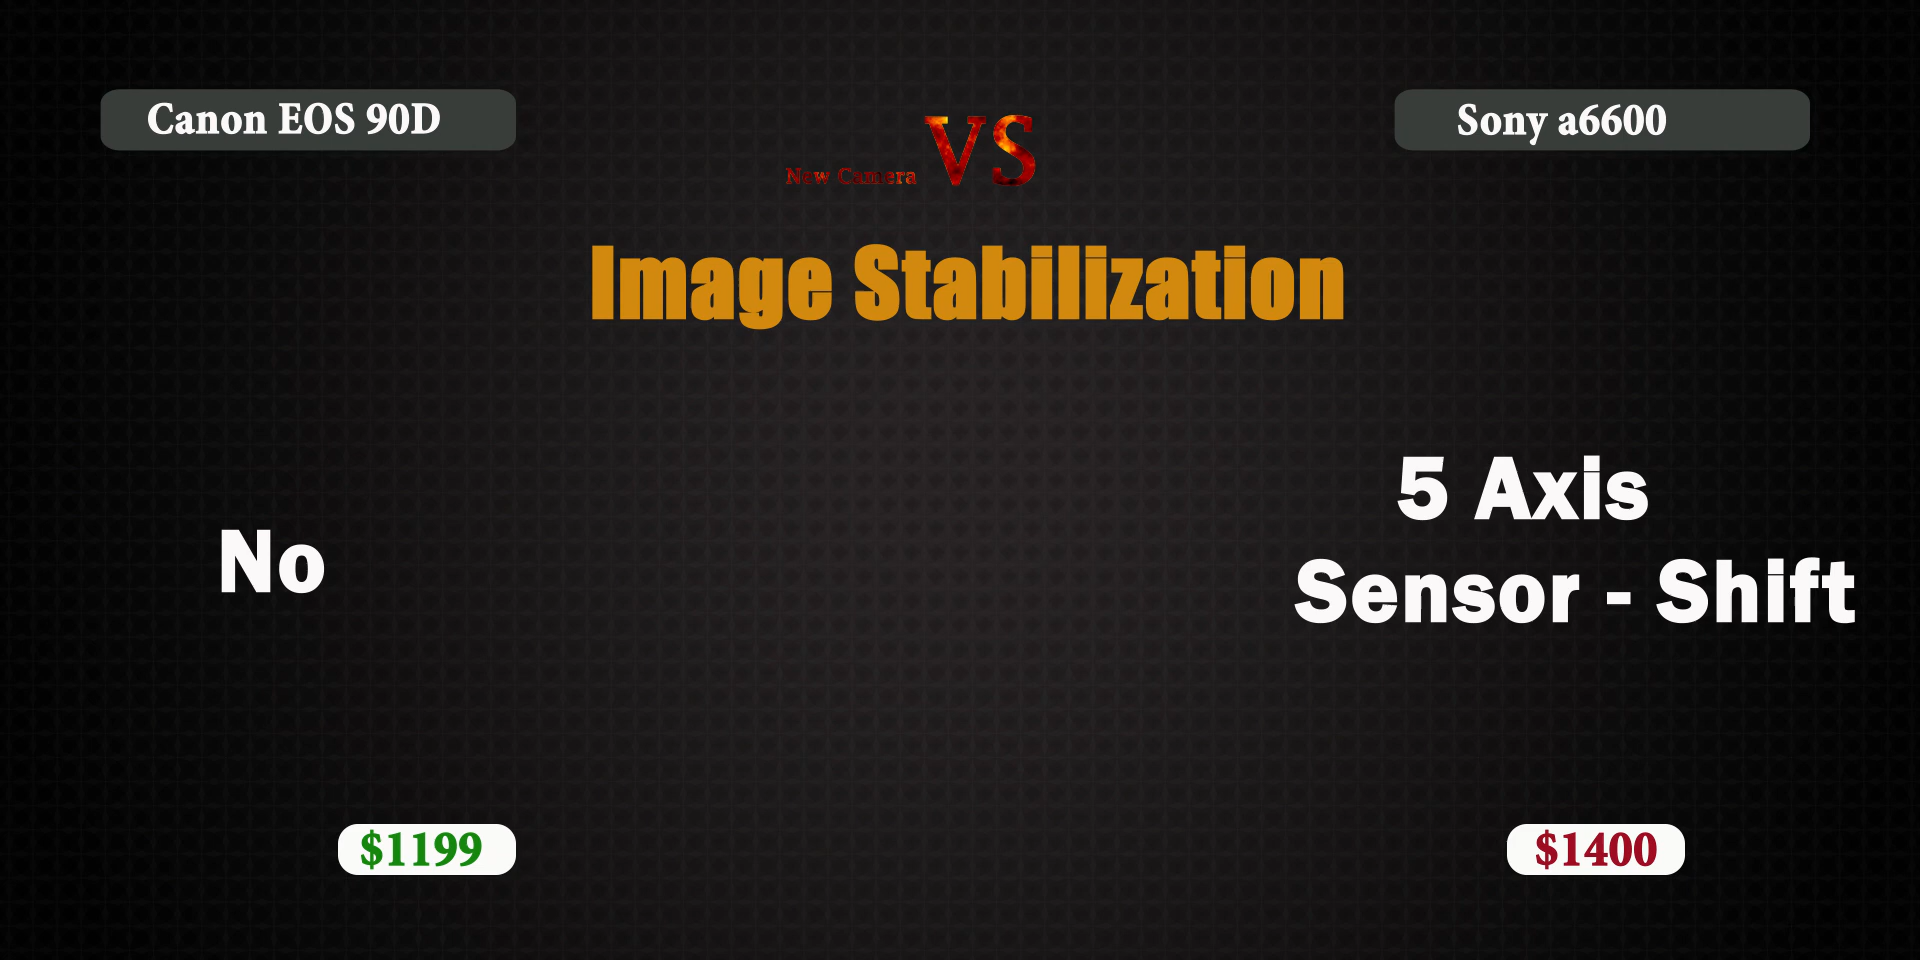 Canon EOS 90D
New Camera VS
Sony a6600
Image Stabilization
No
5 Axis
Sensor - Shift
$1199
$1400